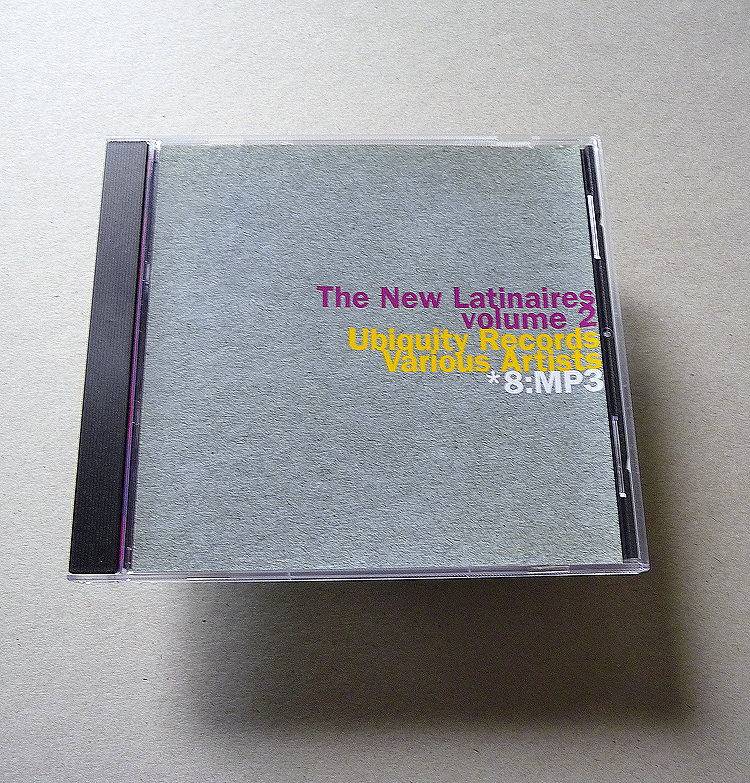 The New Latinaires
volume 2
Ubiquity Records
Various Artists
*8:MP3